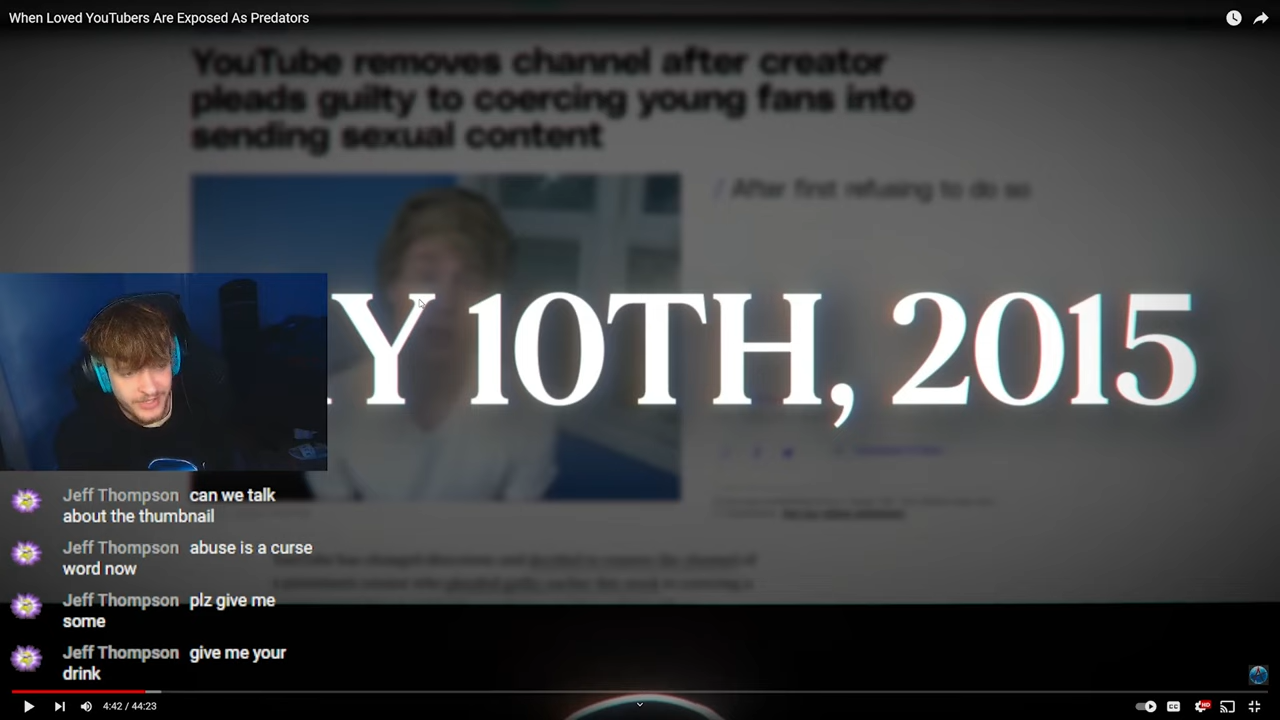 When Loved YouTubers Are Exposed As Predators
YouTube removes channel after creator
pleads guilty to coercing young fans into
sending sexual content
/ After first refusing to do so
Y 10TH, 2015
Jeff Thompson can we talk
about the thumbnail
Jeff Thompson abuse is a curse
word now
Jeff Thompson plz give me
some
Jeff Thompson give me your
drink
4:42 / 44:23
HD